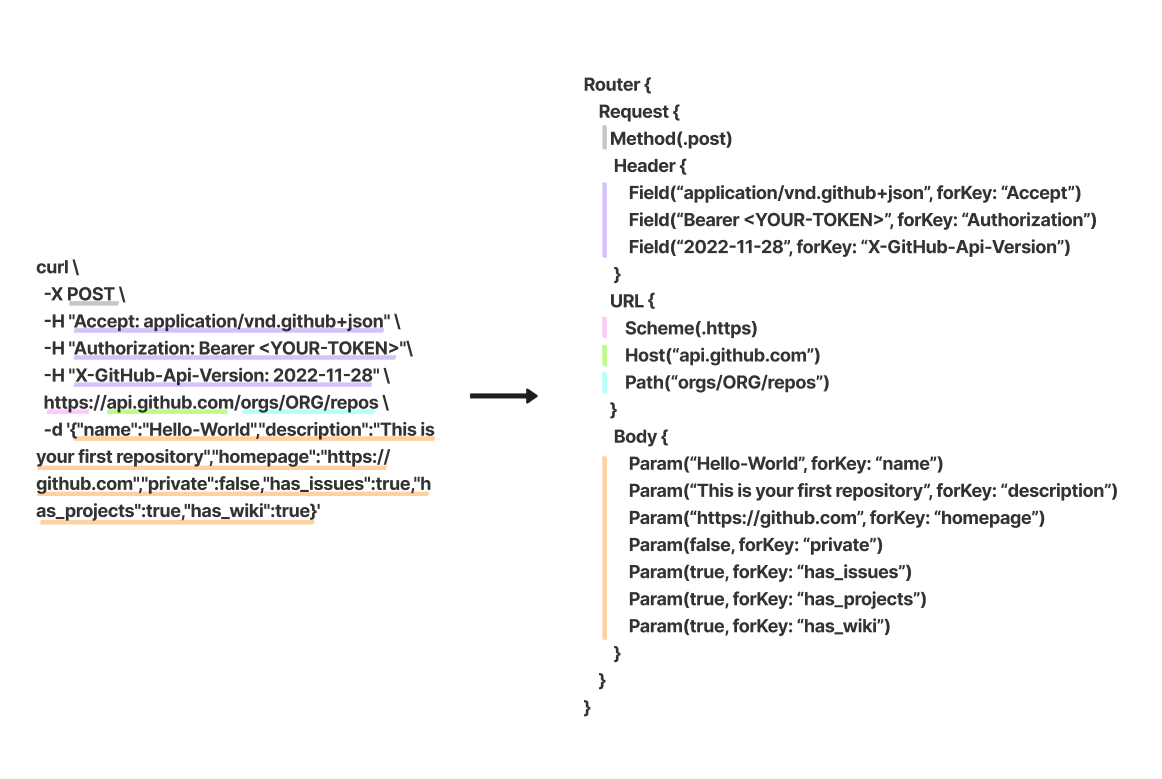 curl \
-X POST \
-H "Accept: application/vnd.github+json" \
-H "Authorization: Bearer <YOUR-TOKEN>"\
-H "X-GitHub-Api-Version: 2022-11-28" \
https://api.github.com/orgs/ORG/repos \
-d '{"name":"Hello-World","description":"This is
your first repository","homepage":"https://
github.com","private":false,"has_issues":true,"h
as_projects":true,"has_wiki":true}'
Router {
Request {
Method(.post)
Header {
Field(“application/vnd.github+json”, forKey: “Accept”)
Field(“Bearer <YOUR-TOKEN>”, forKey: “Authorization”)
Field(“2022-11-28”, forKey: “X-GitHub-Api-Version”)
}
URL {
Scheme(.https)
Host(“api.github.com”)
Path(“orgs/ORG/repos”)
}
Body {
Param(“Hello-World”, forKey: “name”)
Param(“This is your first repository”, forKey: “description”)
Param(“https://github.com”, forKey: “homepage”)
Param(false, forKey: “private”)
Param(true, forKey: “has_issues”)
Param(true, forKey: “has_projects”)
Param(true, forKey: “has_wiki”)
}
}
}